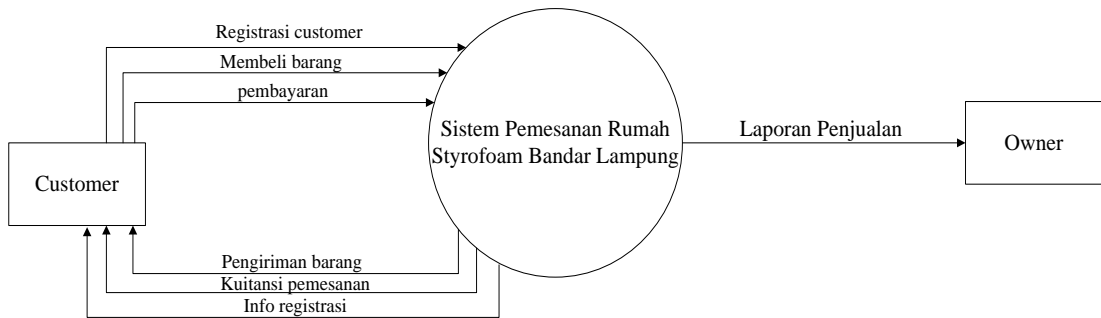 Registrasi customer
Membeli barang
pembayaran
Sistem Pemesanan Rumah
Styrofoam Bandar Lampung
Laporan Penjualan
Owner
Customer
Pengiriman barang
Kuitansi pemesanan
Info registrasi